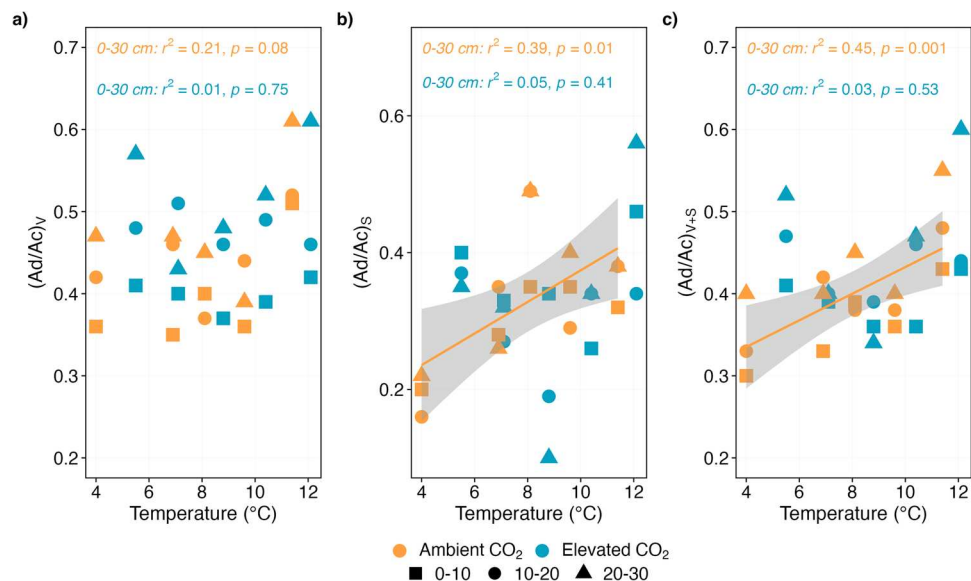 a)
0-30 cm: r² = 0.21, p = 0.08
0-30 cm: r² = 0.01, p = 0.75
(Ad/Ac)V
0.7
0.6
0.5
0.4
0.3
0.2
4 6 8 10 12
Temperature (°C)
b)
0-30 cm: r² = 0.39, p = 0.01
0-30 cm: r² = 0.05, p = 0.41
(Ad/Ac)S
0.6
0.4
0.2
4 6 8 10 12
Temperature (°C)
c)
0-30 cm: r² = 0.45, p = 0.001
0-30 cm: r² = 0.03, p = 0.53
(Ad/Ac)V+S
0.7
0.6
0.5
0.4
0.3
0.2
4 6 8 10 12
Temperature (°C)
Ambient CO₂ Elevated CO₂
0-10 10-20 20-30